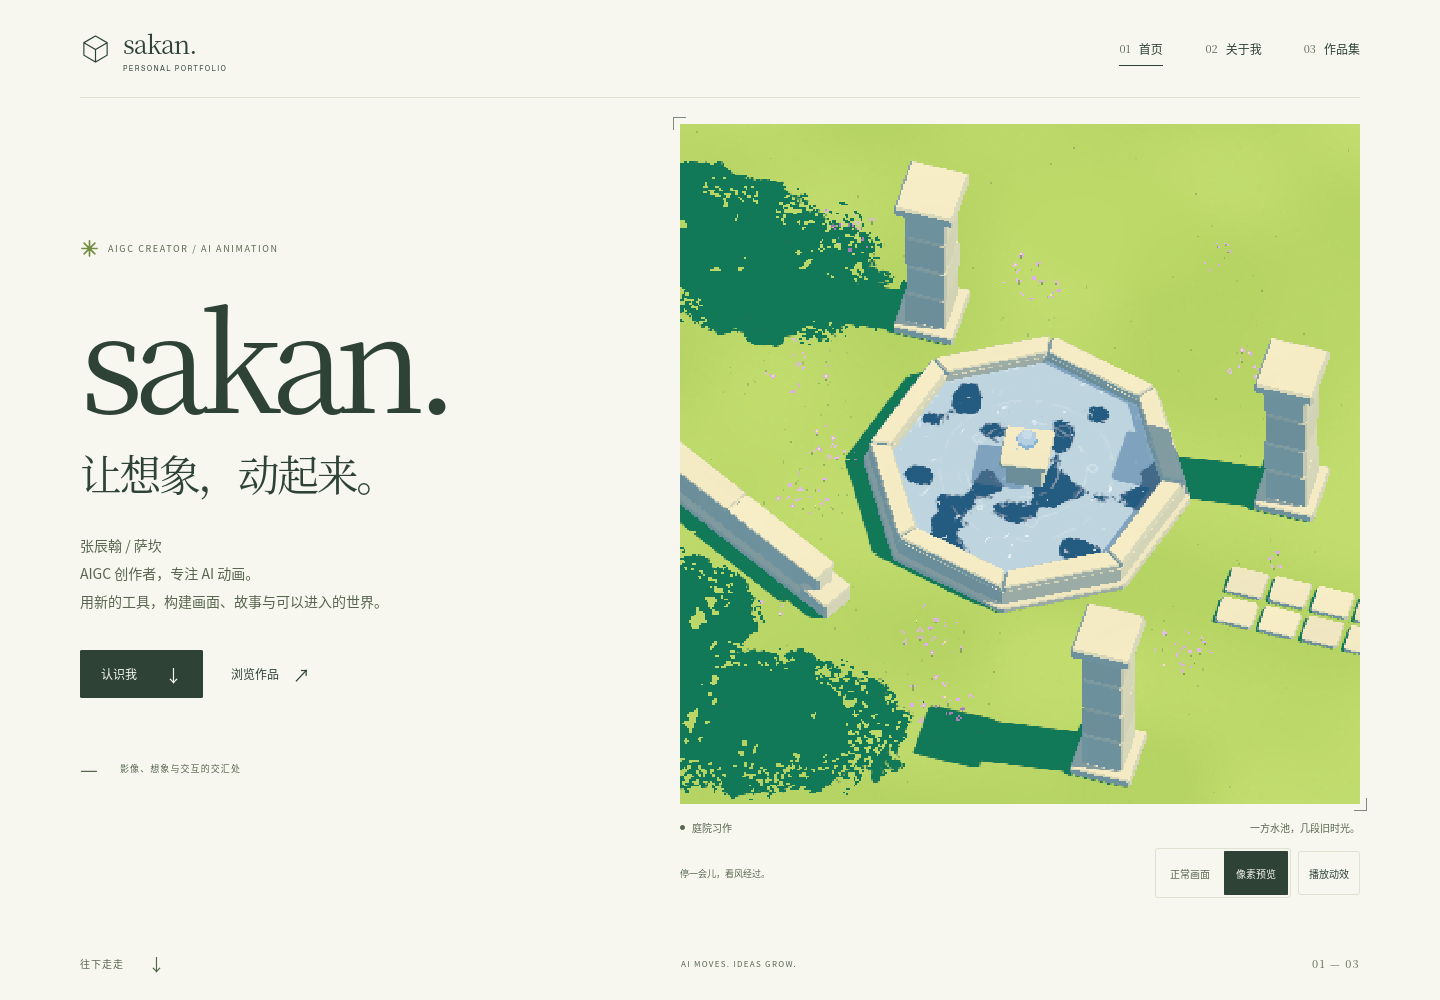 sakan.
PERSONAL PORTFOLIO
01 首页
02 关于我
03 作品集
AIGC CREATOR / AI ANIMATION
sakan.
让想象，动起来。
张辰翰 / 萨坎
AIGC 创作者，专注 AI 动画。
用新的工具，构建画面、故事与可以进入的世界。
认识我 ↓
浏览作品 ↗
— 影像、想象与交互的交汇处
庭院习作
一方水池，几段旧时光。
停一会儿，看风经过。
正常画面
像素预览
播放动效
往下走走 ↓
AI MOVES. IDEAS GROW.
01 — 03